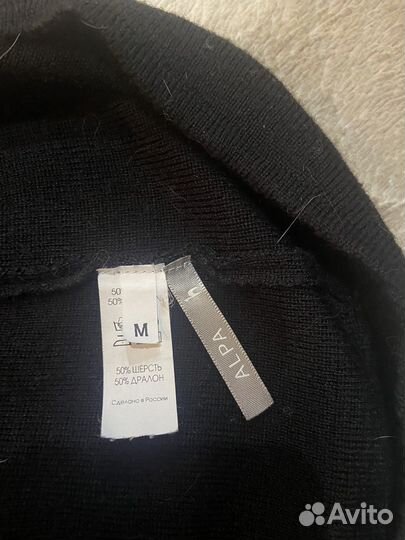 50
50%
M
50% ШЕРСТЬ
50% ДРАЛОН
Сделано в России
ALPA
Avito